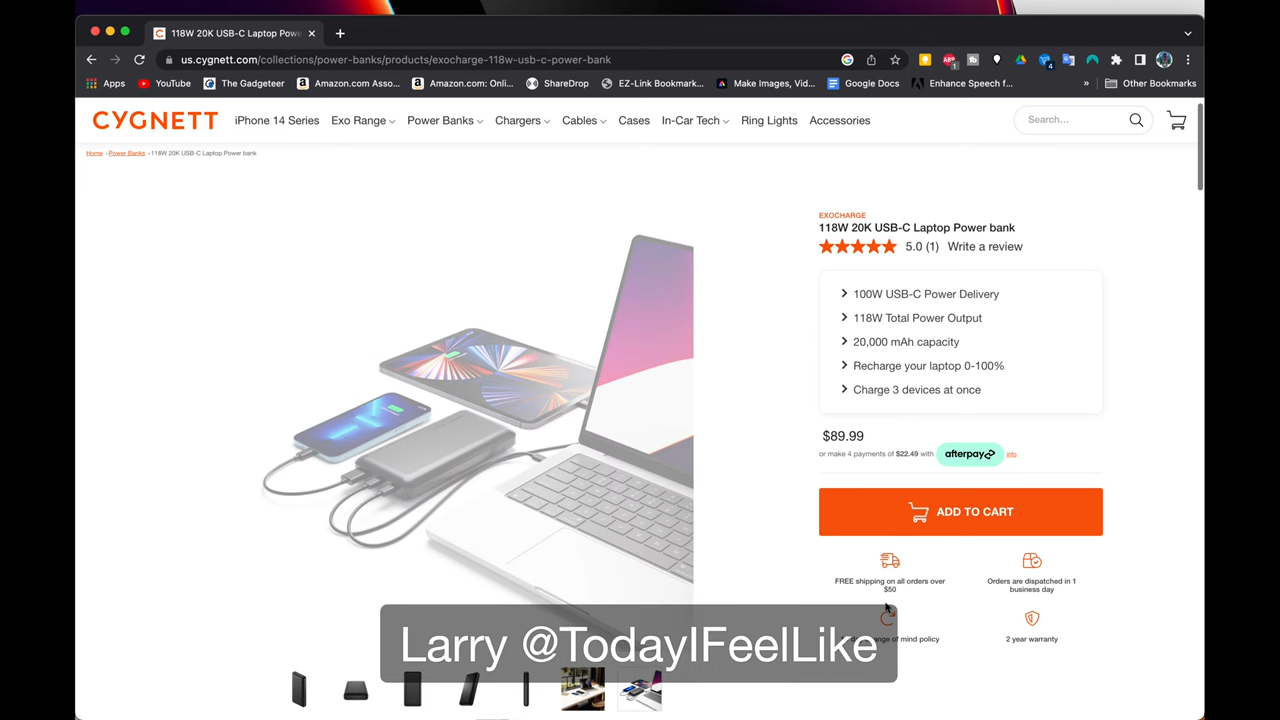 118W 20K USB-C Laptop Powe
us.cygnett.com/collections/power-banks/products/exocharge-118w-usb-c-power-bank
Apps YouTube The Gadgeteer Amazon.com Asso... Amazon.com: Onli... ShareDrop EZ-Link Bookmark... Make Images, Vid... Google Docs Enhance Speech f... » Other Bookmarks
CYGNETT iPhone 14 Series Exo Range Power Banks Chargers Cables Cases In-Car Tech Ring Lights Accessories Search...
Home › Power Banks › 118W 20K USB-C Laptop Power bank
EXOCHARGE
118W 20K USB-C Laptop Power bank
5.0 (1) Write a review
100W USB-C Power Delivery
118W Total Power Output
20,000 mAh capacity
Recharge your laptop 0-100%
Charge 3 devices at once
$89.99
or make 4 payments of $22.49 with afterpay info
ADD TO CART
FREE shipping on all orders over
$50
Orders are dispatched in 1
business day
of mind policy
2 year warranty
Larry @TodayIFeelLike